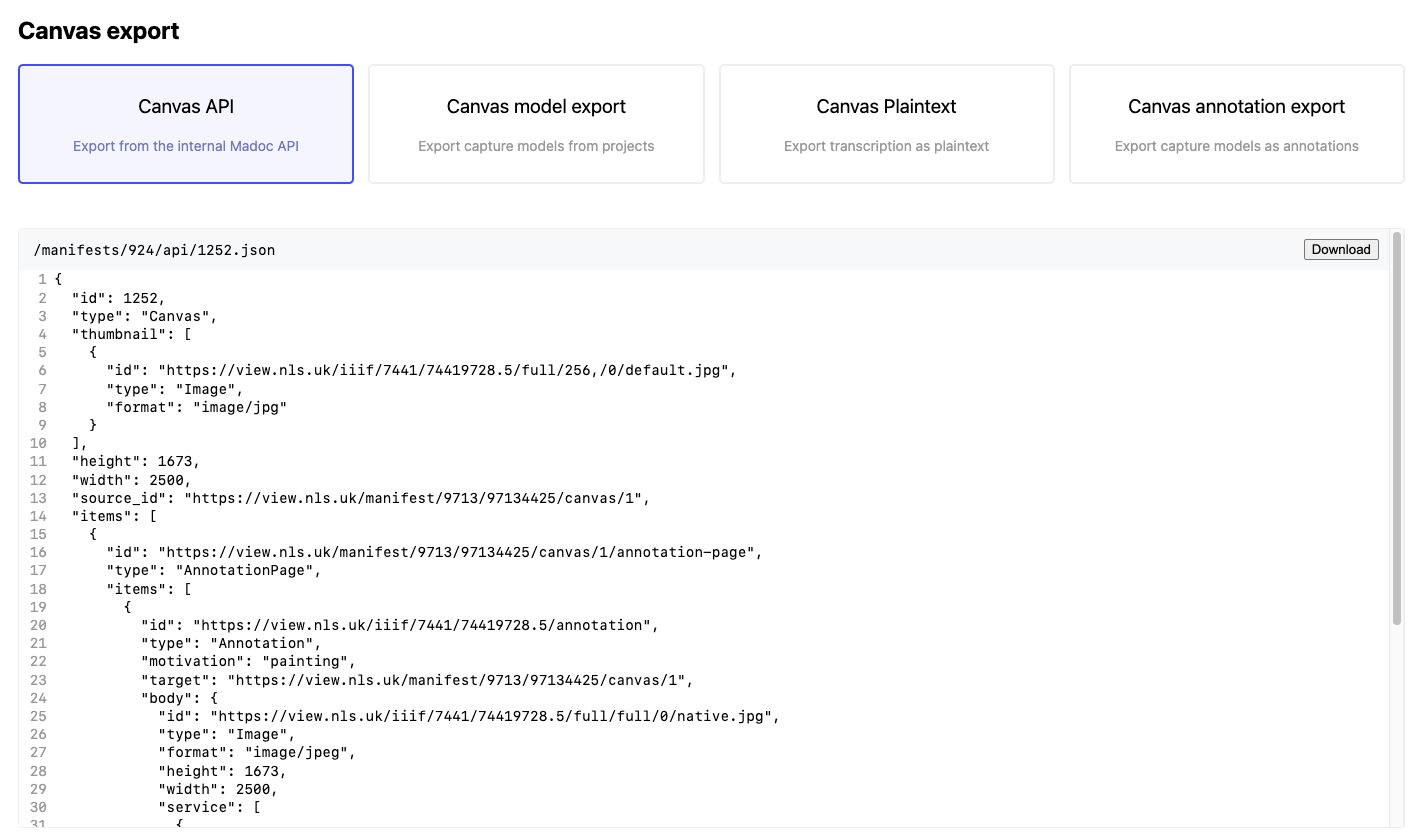 Canvas export
Canvas API
Export from the internal Madoc API
Canvas model export
Export capture models from projects
Canvas Plaintext
Export transcription as plaintext
Canvas annotation export
Export capture models as annotations
/manifests/924/api/1252.json
Download
1 {
2   "id": 1252,
3   "type": "Canvas",
4   "thumbnail": [
5     {
6       "id": "https://view.nls.uk/iiif/7441/74419728.5/full/256,/0/default.jpg",
7       "type": "Image",
8       "format": "image/jpg"
9     }
10   ],
11   "height": 1673,
12   "width": 2500,
13   "source_id": "https://view.nls.uk/manifest/9713/97134425/canvas/1",
14   "items": [
15     {
16       "id": "https://view.nls.uk/manifest/9713/97134425/canvas/1/annotation-page",
17       "type": "AnnotationPage",
18       "items": [
19         {
20           "id": "https://view.nls.uk/iiif/7441/74419728.5/annotation",
21           "type": "Annotation",
22           "motivation": "painting",
23           "target": "https://view.nls.uk/manifest/9713/97134425/canvas/1",
24           "body": {
25             "id": "https://view.nls.uk/iiif/7441/74419728.5/full/full/0/native.jpg",
26             "type": "Image",
27             "format": "image/jpeg",
28             "height": 1673,
29             "width": 2500,
30             "service": [
31               {